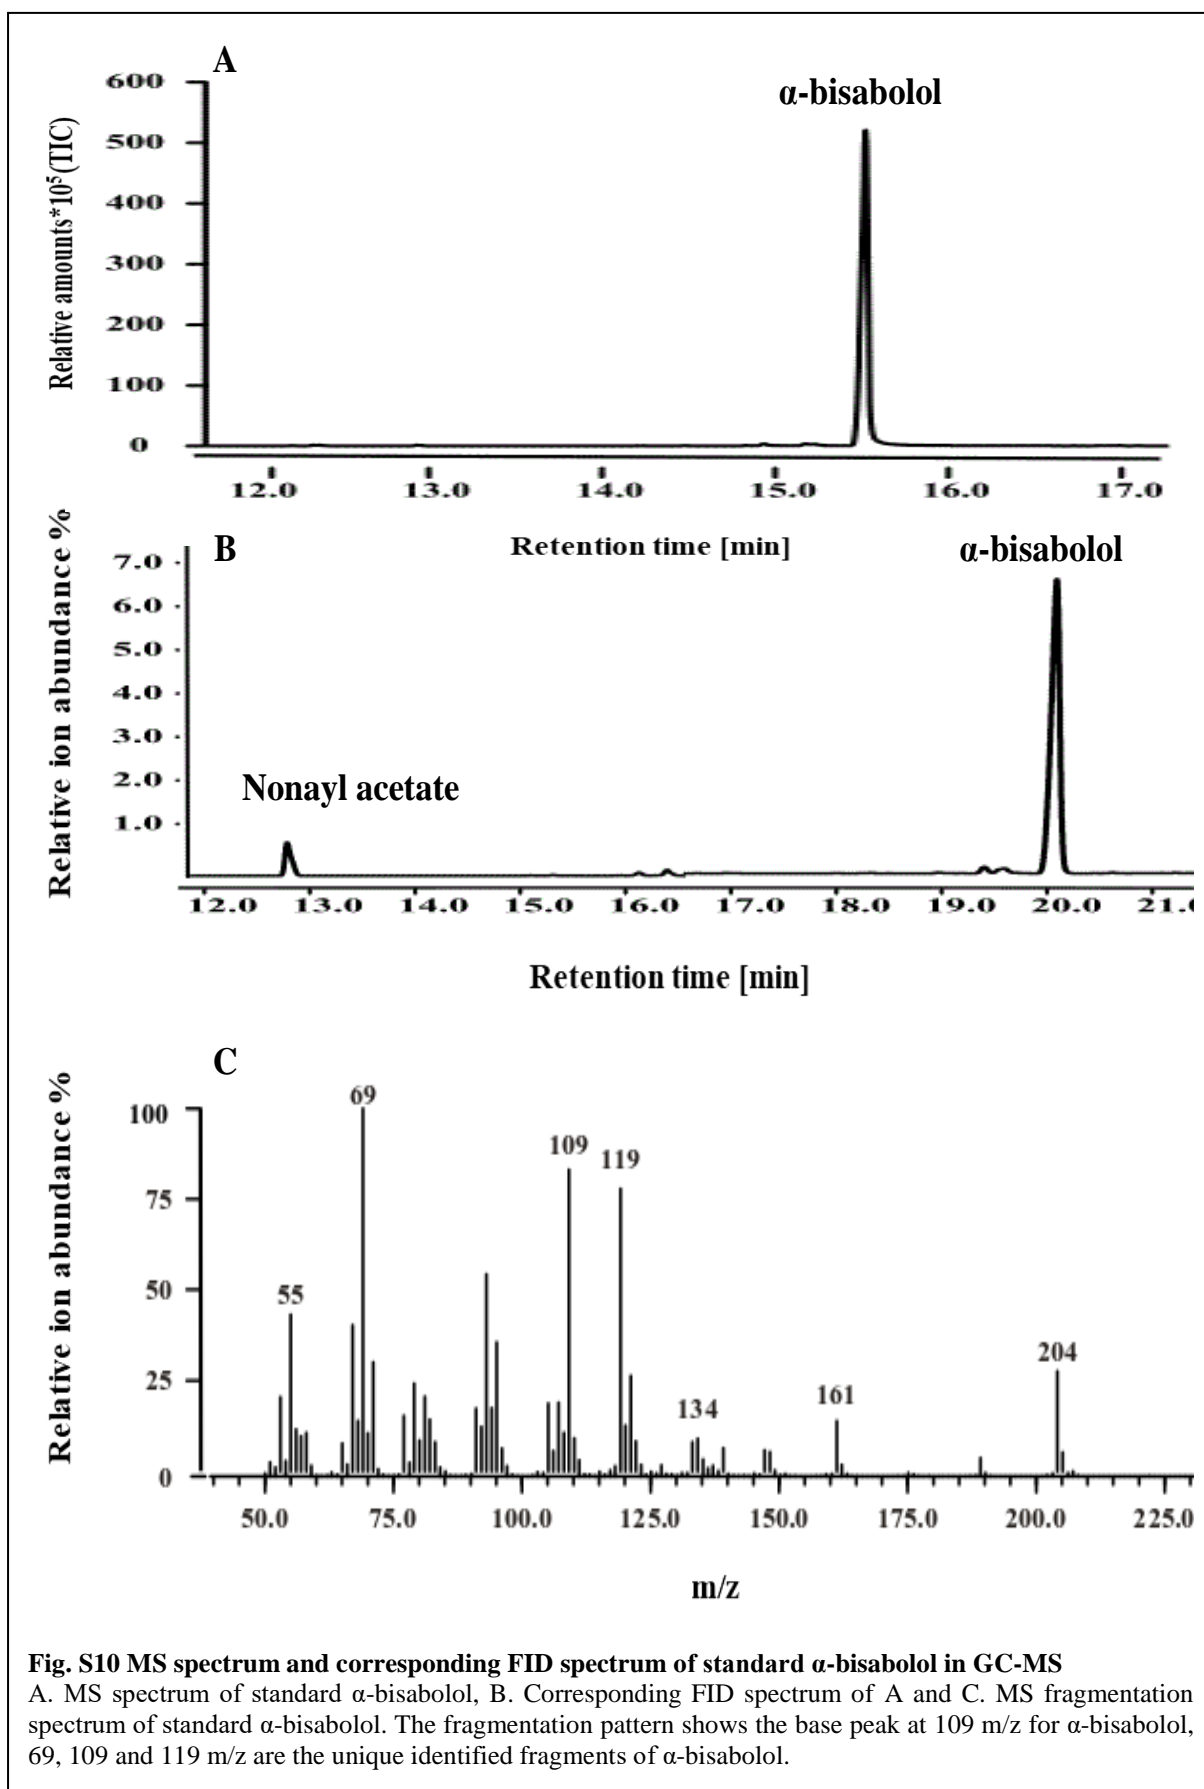 A
α-bisabolol
Relative amounts*10⁵(TIC)
600
500
400
300
200
100
0
12.0 13.0 14.0 15.0 16.0 17.0
Retention time [min]
B
α-bisabolol
Relative ion abundance %
7.0
6.0
5.0
4.0
3.0
2.0
1.0
Nonayl acetate
12.0 13.0 14.0 15.0 16.0 17.0 18.0 19.0 20.0 21.
Retention time [min]
C
Relative ion abundance %
100
75
50
25
0
55
69
109
119
134
161
204
50.0 75.0 100.0 125.0 150.0 175.0 200.0 225.0
m/z
Fig. S10 MS spectrum and corresponding FID spectrum of standard α-bisabolol in GC-MS
A. MS spectrum of standard α-bisabolol, B. Corresponding FID spectrum of A and C. MS fragmentation
spectrum of standard α-bisabolol. The fragmentation pattern shows the base peak at 109 m/z for α-bisabolol,
69, 109 and 119 m/z are the unique identified fragments of α-bisabolol.